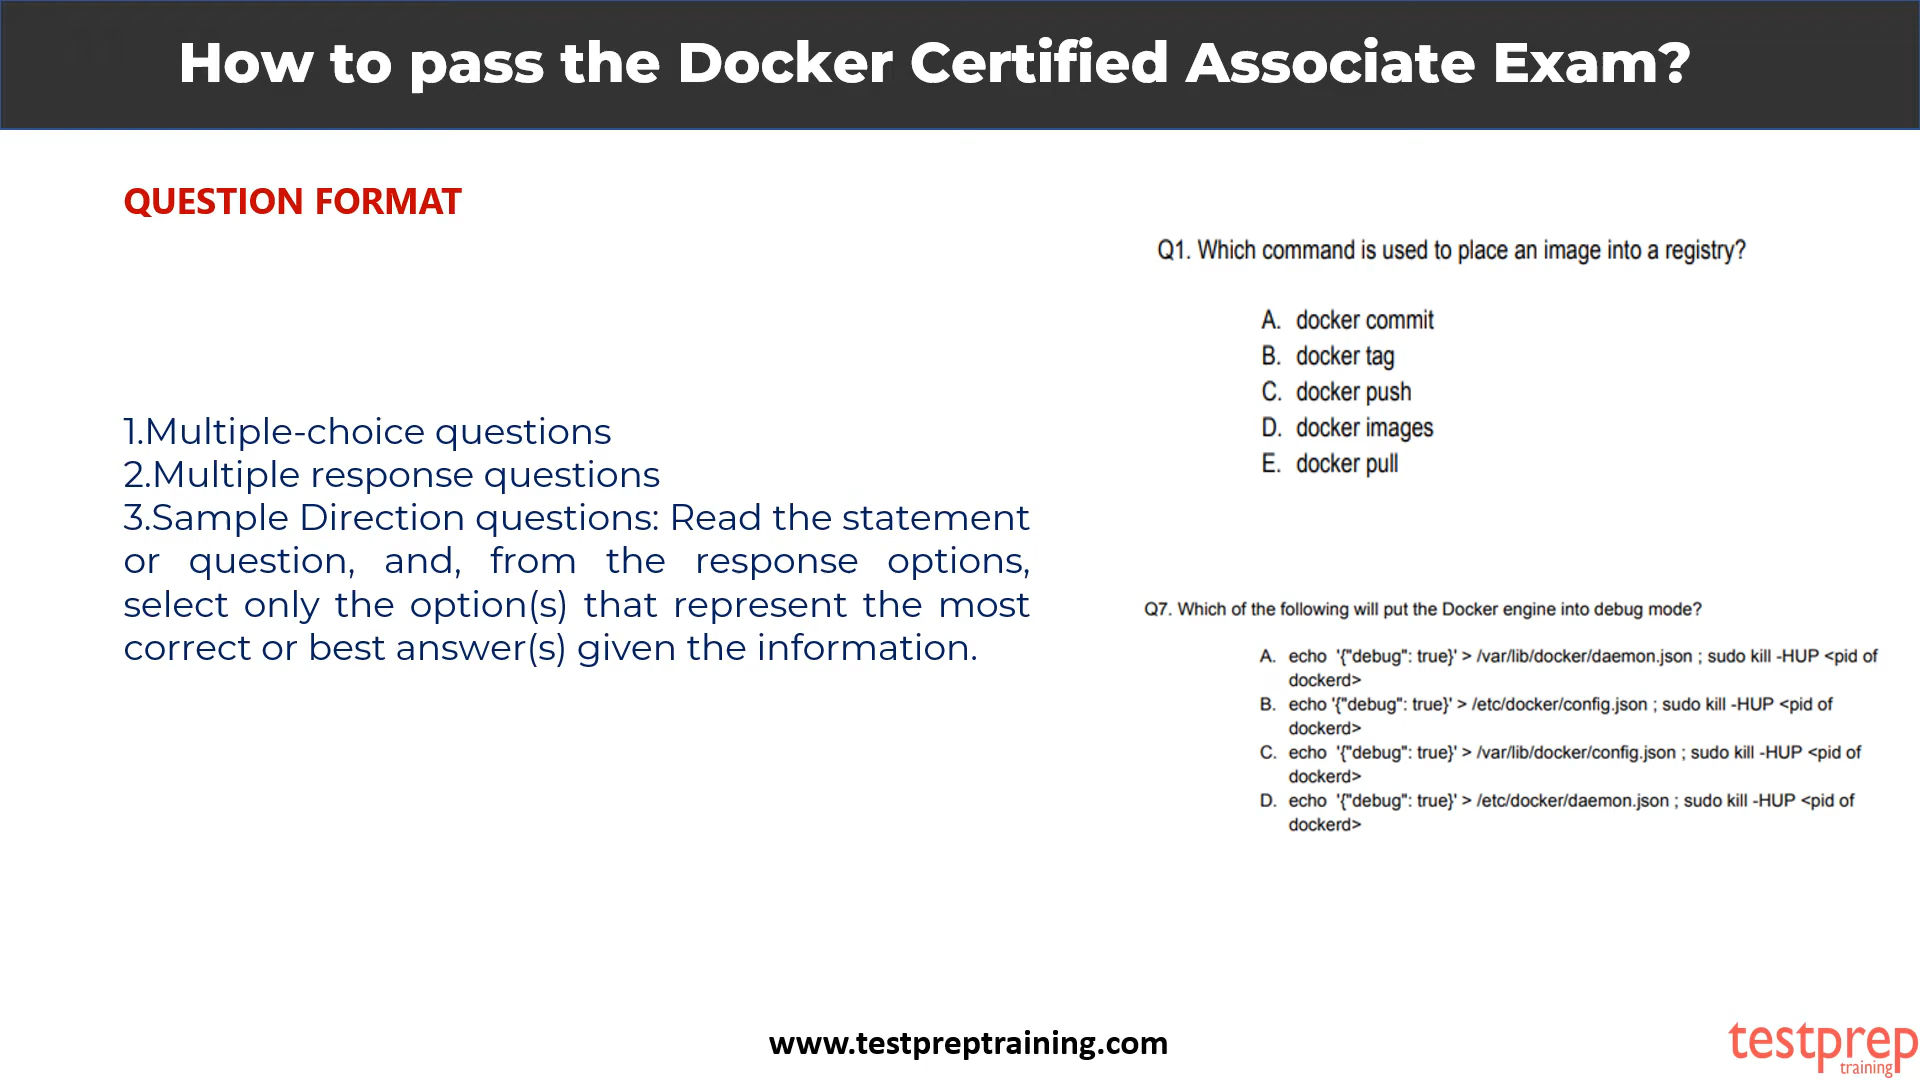 How to pass the Docker Certified Associate Exam?
QUESTION FORMAT
1.Multiple-choice questions
2.Multiple response questions
3.Sample Direction questions: Read the statement
or question, and, from the response options,
select only the option(s) that represent the most
correct or best answer(s) given the information.
Q1. Which command is used to place an image into a registry?
A. docker commit
B. docker tag
C. docker push
D. docker images
E. docker pull
Q7. Which of the following will put the Docker engine into debug mode?
A. echo '{"debug": true}' > /var/lib/docker/daemon.json ; sudo kill -HUP <pid of
dockerd>
B. echo '{"debug": true}' > /etc/docker/config.json ; sudo kill -HUP <pid of
dockerd>
C. echo '{"debug": true}' > /var/lib/docker/config.json ; sudo kill -HUP <pid of
dockerd>
D. echo '{"debug": true}' > /etc/docker/daemon.json ; sudo kill -HUP <pid of
dockerd>
www.testpreptraining.com
testprep
training